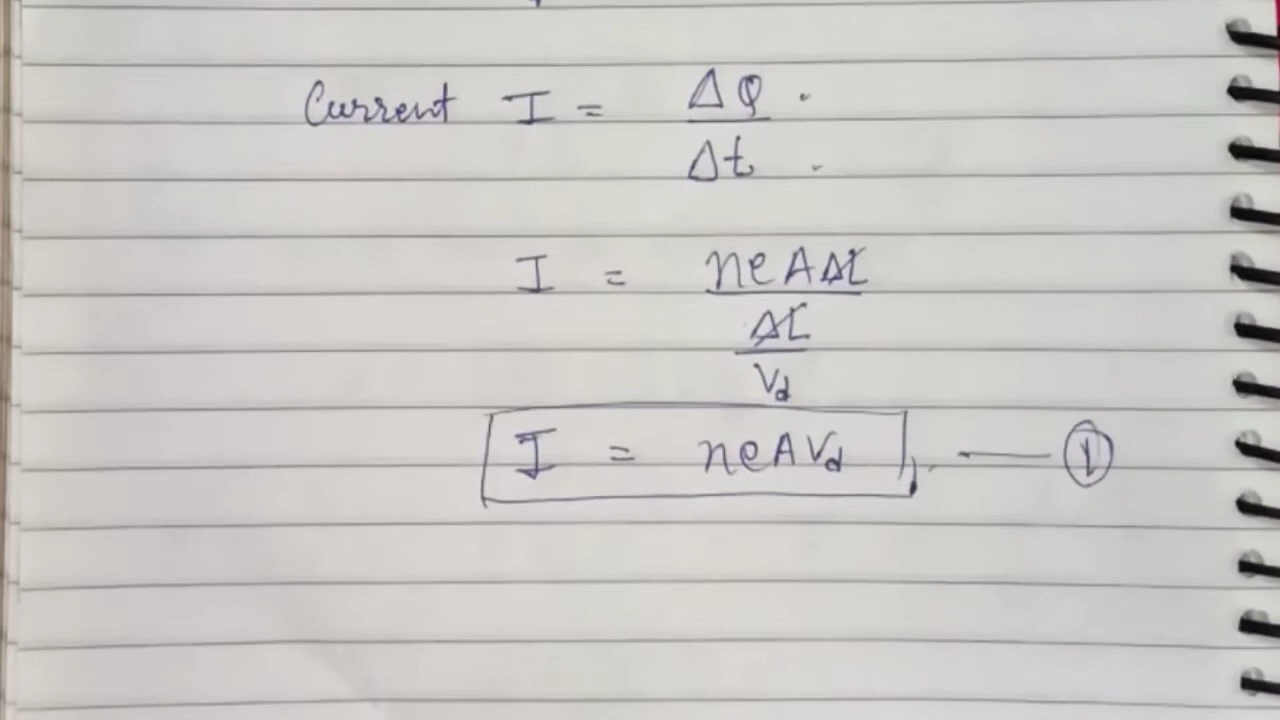 Current I = ΔQ
Δt
I = neAΔl
Δl
Vd
I = neAVd , — 1